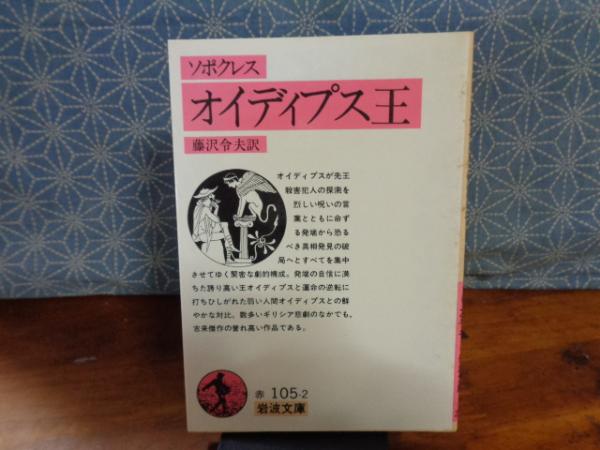 ソポクレス
オイディプス王
藤沢令夫訳
オイディプスが先王
殺害犯人の探索を
烈しい呪いの言
葉とともに命ず
る発端から恐る
べき真相発見の破
局へとすべてを集中
させてゆく緊密な劇的構成。発端の自信に満
ちた誇り高い王オイディプスと運命の逆転に
打ちひしがれた弱い人間オイディプスとの鮮
やかな対比。数多いギリシア悲劇のなかでも、
古来傑作の誉れ高い作品である。
赤 105-2
岩波文庫